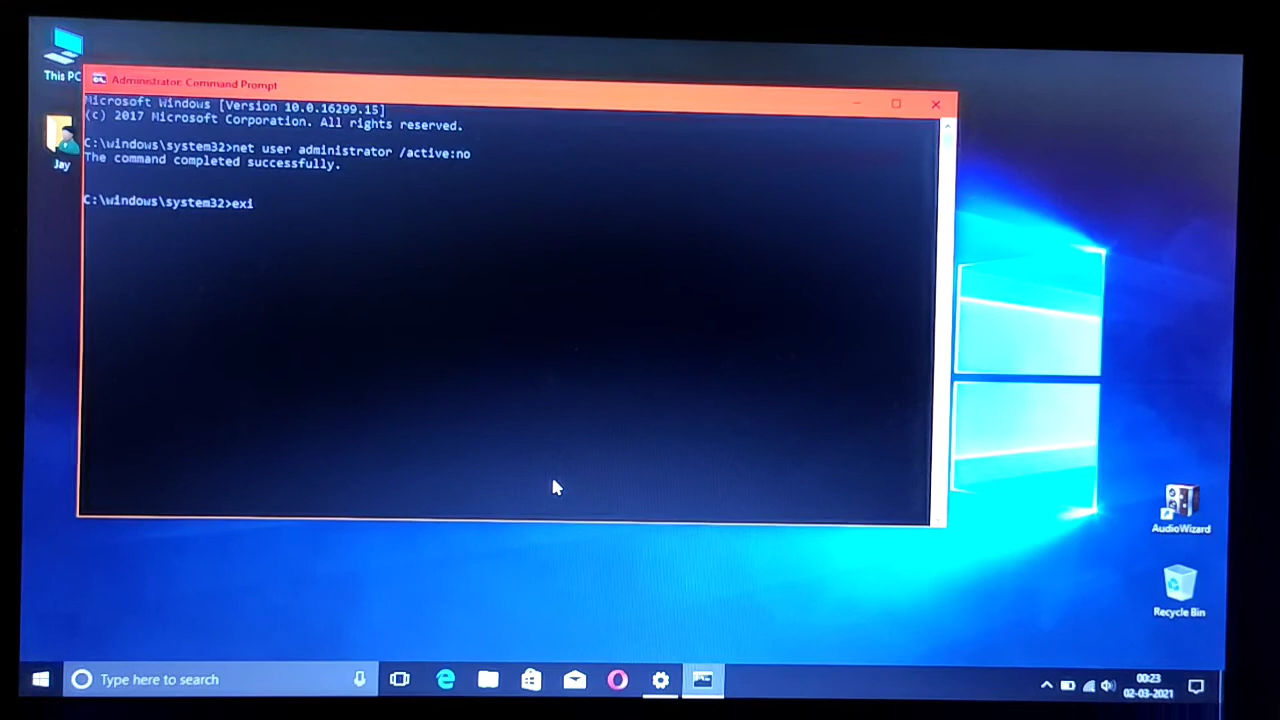 This PC
Jay
Administrator: Command Prompt
Microsoft Windows [Version 10.0.16299.15]
(c) 2017 Microsoft Corporation. All rights reserved.
C:\windows\system32>net user administrator /active:no
The command completed successfully.
C:\windows\system32>exi
AudioWizard
Recycle Bin
Type here to search
00:23
02-03-2021